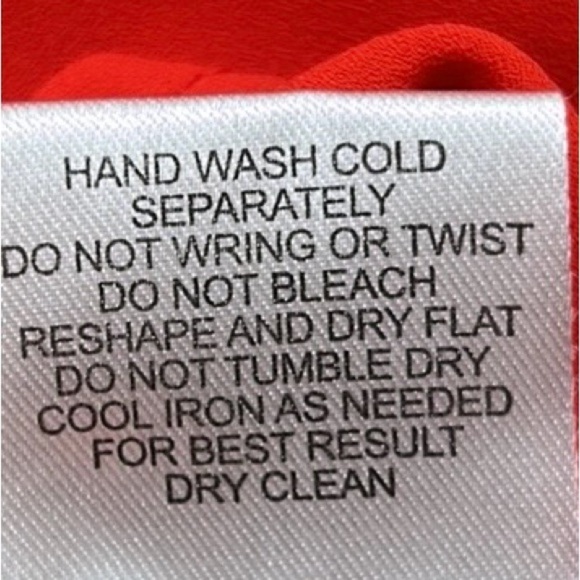 HAND WASH COLD
SEPARATELY
DO NOT WRING OR TWIST
DO NOT BLEACH
RESHAPE AND DRY FLAT
DO NOT TUMBLE DRY
COOL IRON AS NEEDED
FOR BEST RESULT
DRY CLEAN